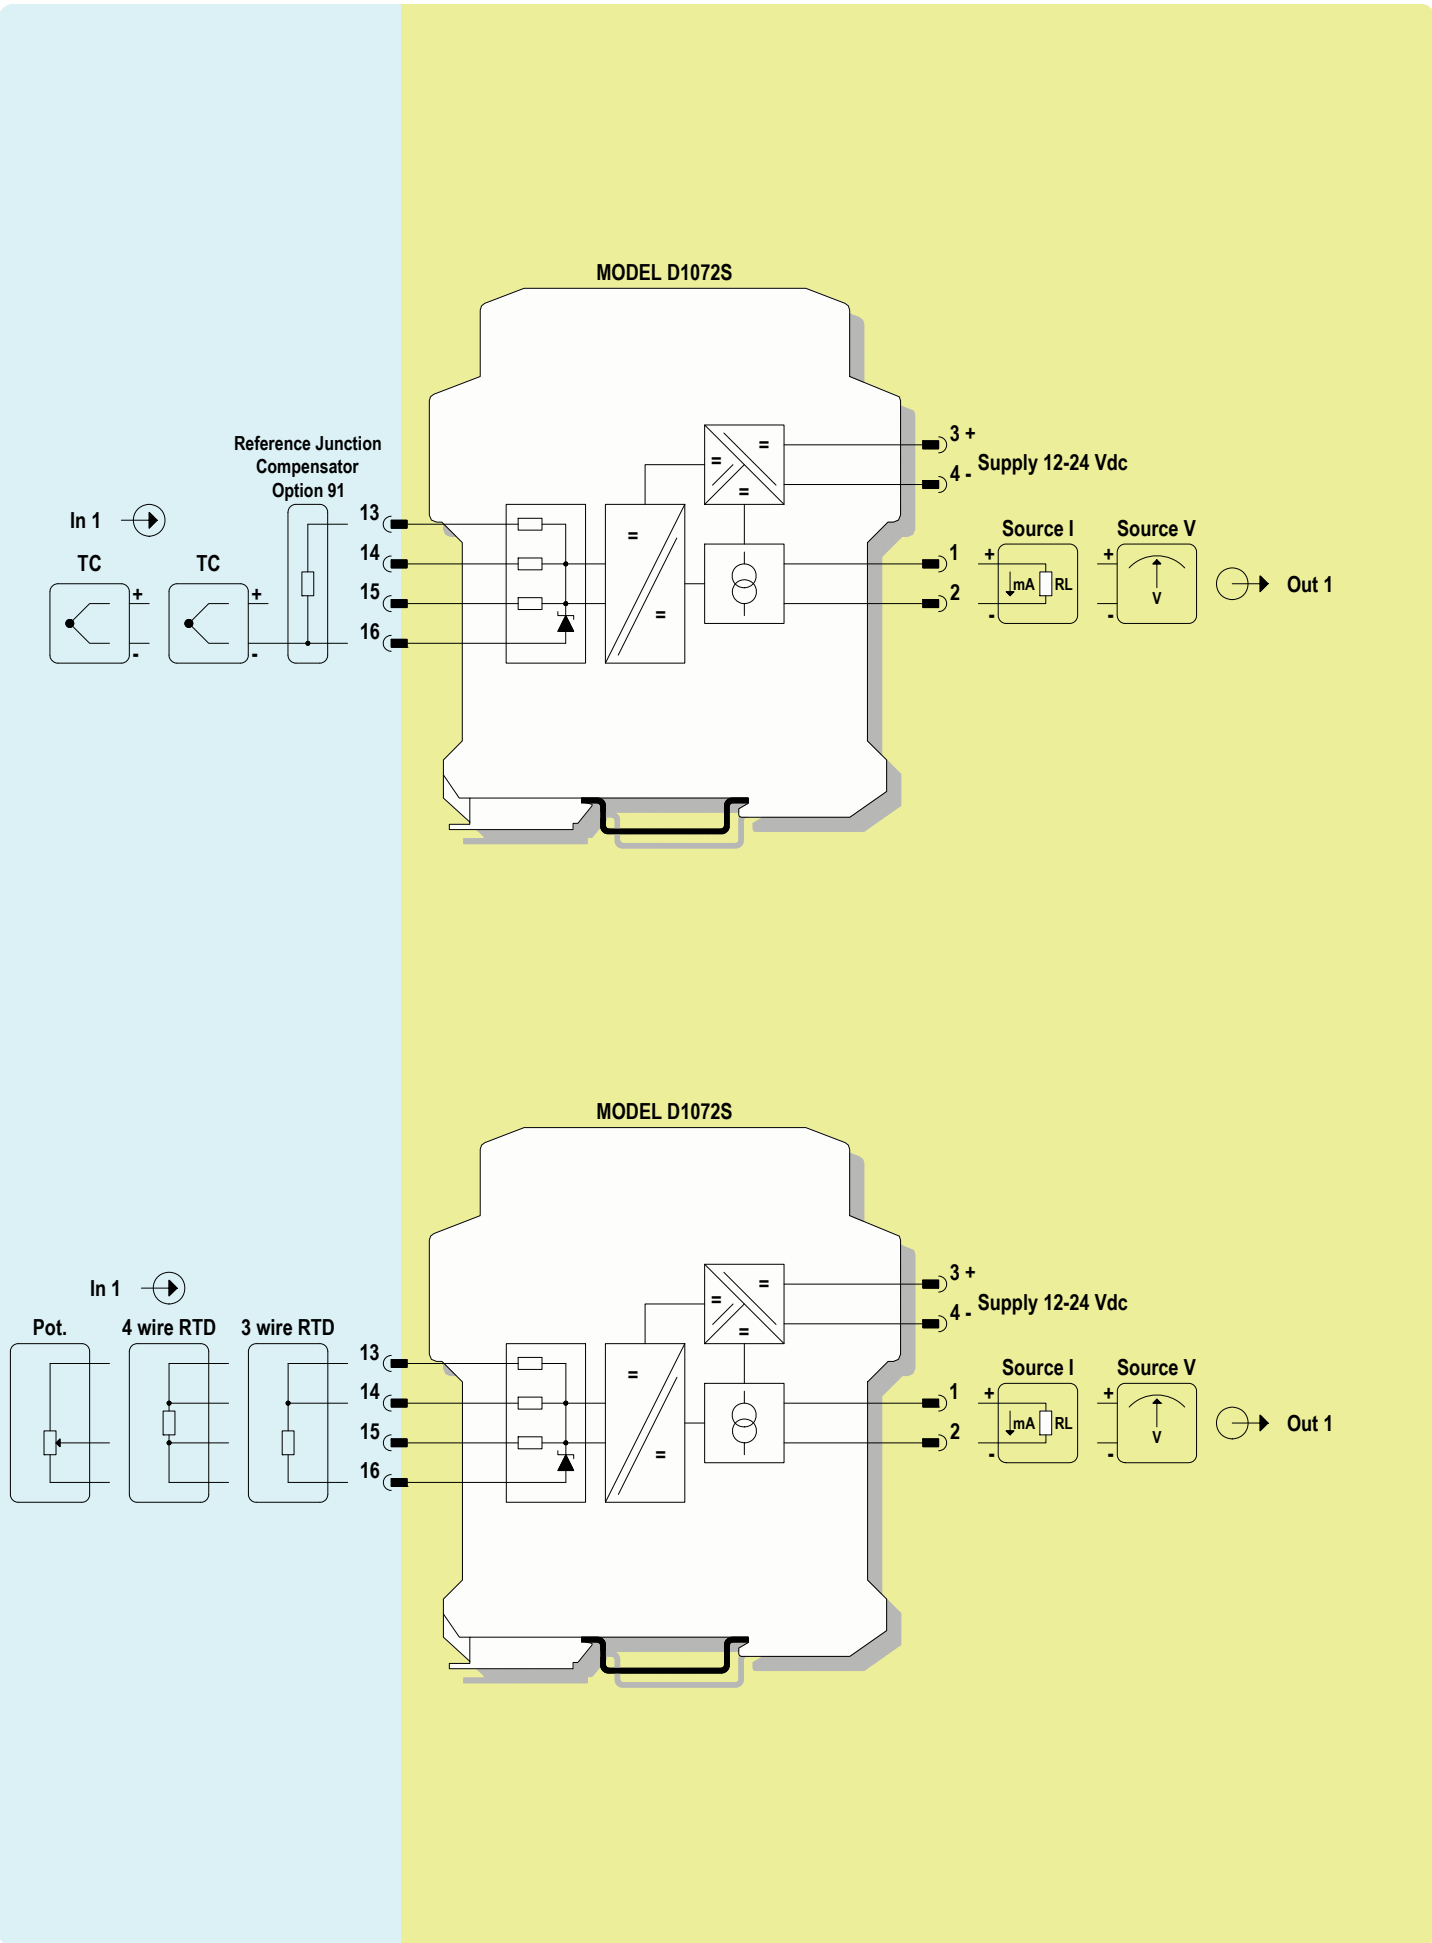 MODEL D1072S
3 +
Supply 12-24 Vdc
4 -
Reference Junction
Compensator
Option 91
In 1
13
14
15
16
TC
TC
+
-
+
-
= = =
=
=
1
2
Source I
Source V
+
-
mA
RL
+
-
V
Out 1
MODEL D1072S
3 +
Supply 12-24 Vdc
4 -
In 1
Pot.
4 wire RTD
3 wire RTD
13
14
15
16
= = =
=
=
1
2
Source I
Source V
+
-
mA
RL
+
-
V
Out 1